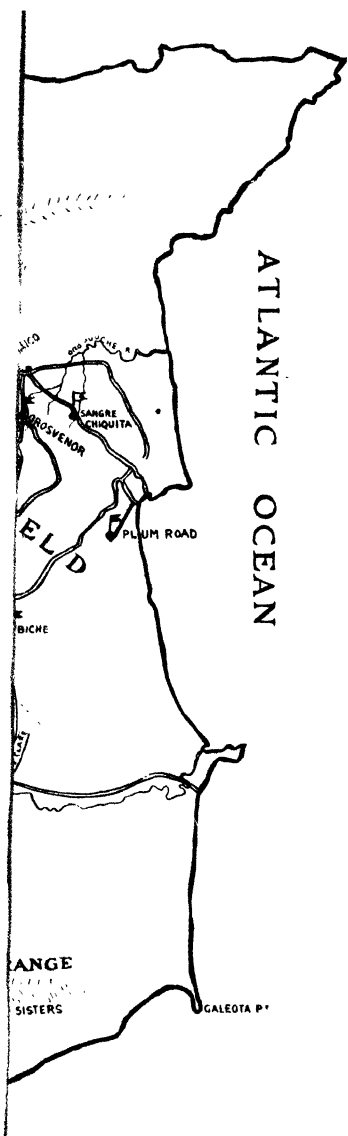 ATLANTIC OCEAN
SANGRE
CHIQUITA
GROSVENOR
ELD
PLUM ROAD
BICHE
ANGE
SISTERS
GALEOTA PT